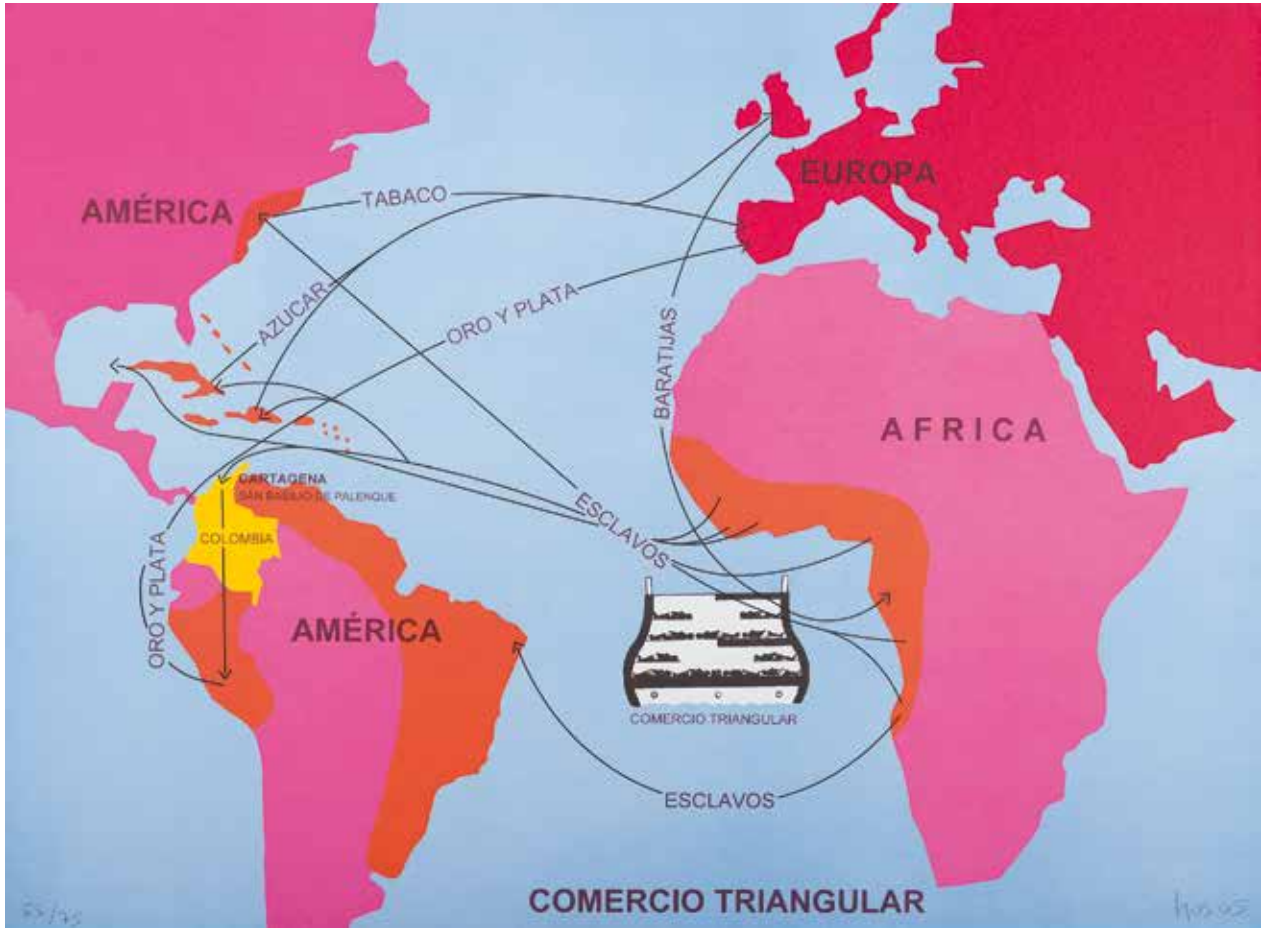 EUROPA
AMÉRICA
TABACO
AZUCAR
ORO Y PLATA
BARATIJAS
AFRICA
CARTAGENA
SAN BASILIO DE PALENQUE
ESCLAVOS
COLOMBIA
ORO Y PLATA
AMÉRICA
COMERCIO TRIANGULAR
ESCLAVOS
COMERCIO TRIANGULAR